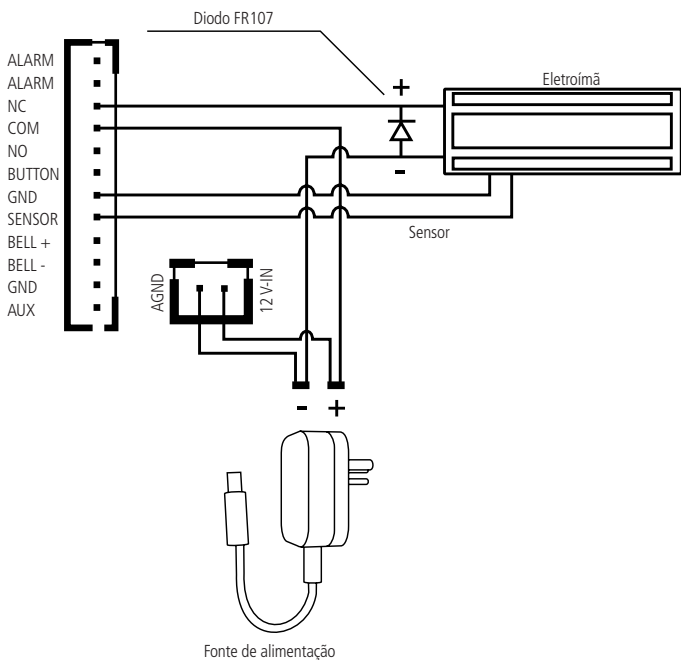 Diodo FR107
ALARM
ALARM
NC
COM
NO
BUTTON
GND
SENSOR
BELL +
BELL -
GND
AUX
+
-
Eletroímã
Sensor
AGND
12 V-IN
- +
Fonte de alimentação